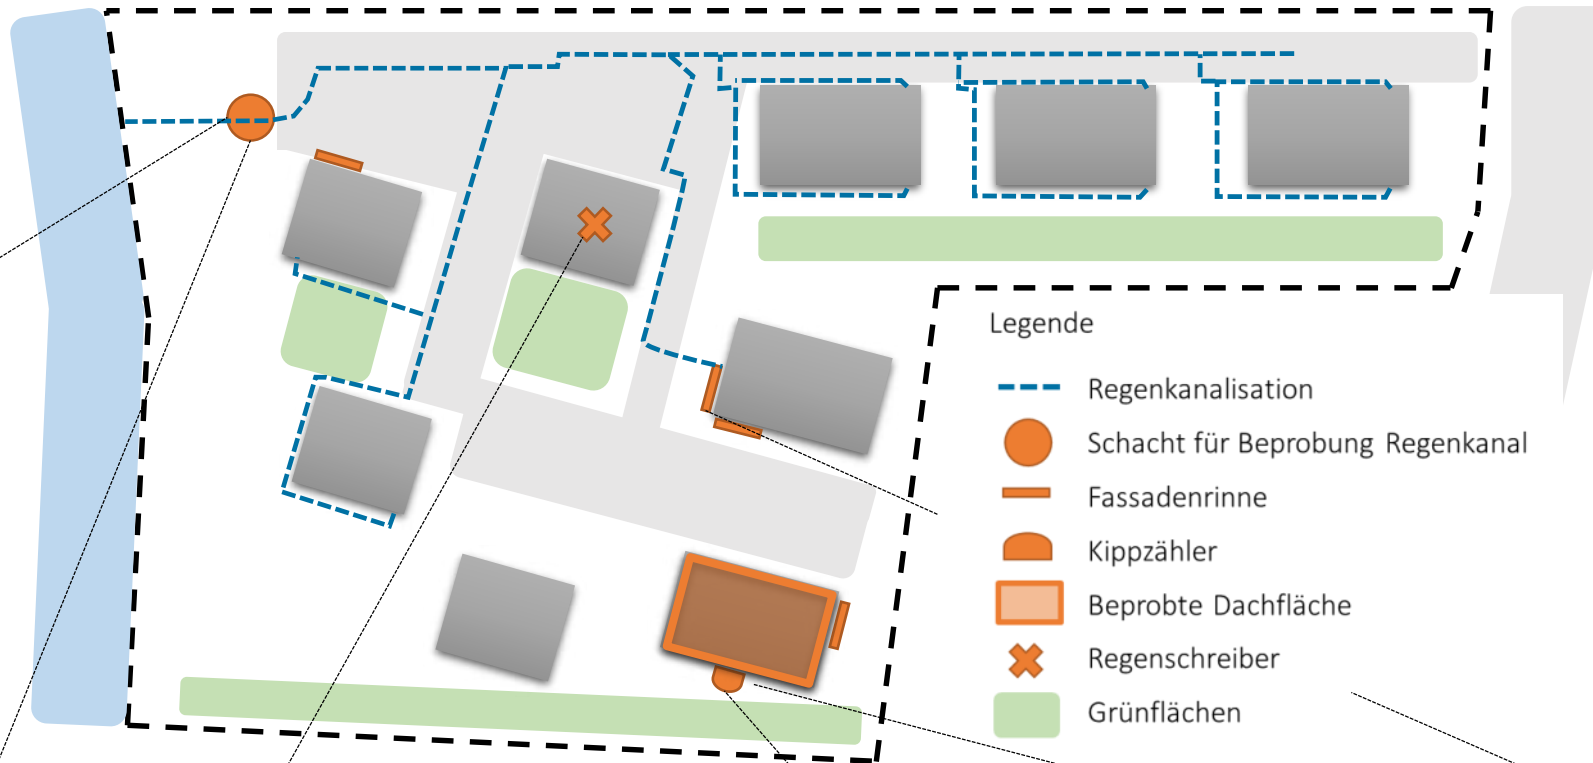 Legende
Regenkanalisation
Schacht für Beprobung Regenkanal
Fassadenrinne
Kippzähler
Beprobte Dachfläche
Regenschreiber
Grünflächen